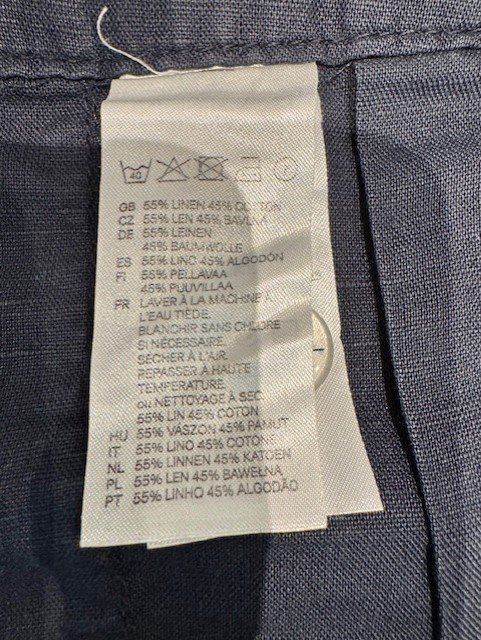 40
GB 55% LINEN 45% COTTON
CZ 55% LEN 45% BAVLNA
DE 55% LEINEN
45% BAUMWOLLE
ES 55% LINO 45% ALGODÓN
FI 55% PELLAVAA
45% PUUVILLAA
FR LAVER À LA MACHINE À
L'EAU TIÈDE.
BLANCHIR SANS CHLORE
SI NÉCESSAIRE.
SÉCHER À L'AIR.
REPASSER À HAUTE
TEMPÉRATURE.
ou NETTOYAGE À SEC
55% LIN 45% COTON
HU 55% VÁSZON 45% PAMUT
IT 55% LINO 45% COTONE
NL 55% LINNEN 45% KATOEN
PL 55% LEN 45% BAWEŁNA
PT 55% LINHO 45% ALGODÃO